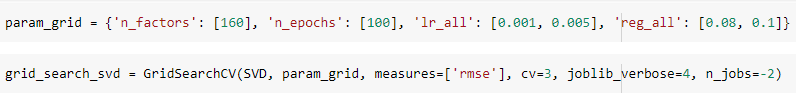 param_grid = {'n_factors': [160], 'n_epochs': [100], 'lr_all': [0.001, 0.005], 'reg_all': [0.08, 0.1]}
grid_search_svd = GridSearchCV(SVD, param_grid, measures=['rmse'], cv=3, joblib_verbose=4, n_jobs=-2)